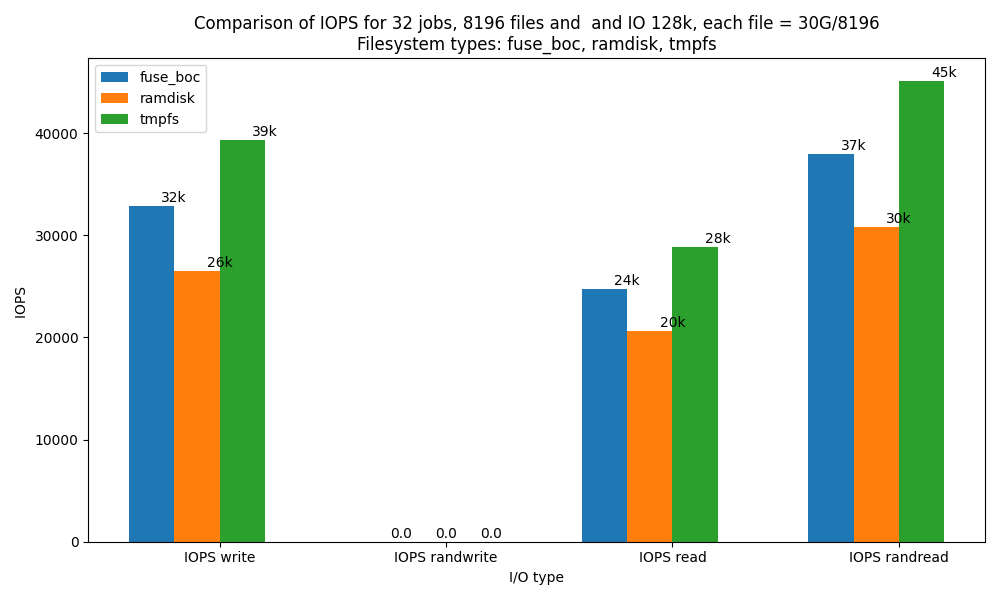 Comparison of IOPS for 32 jobs, 8196 files and  and IO 128k, each file = 30G/8196
Filesystem types: fuse_boc, ramdisk, tmpfs
fuse_boc
ramdisk
tmpfs
IOPS
40000
30000
20000
10000
0
32k
26k
39k
0.0
0.0
0.0
24k
20k
28k
37k
30k
45k
IOPS write
IOPS randwrite
IOPS read
IOPS randread
I/O type